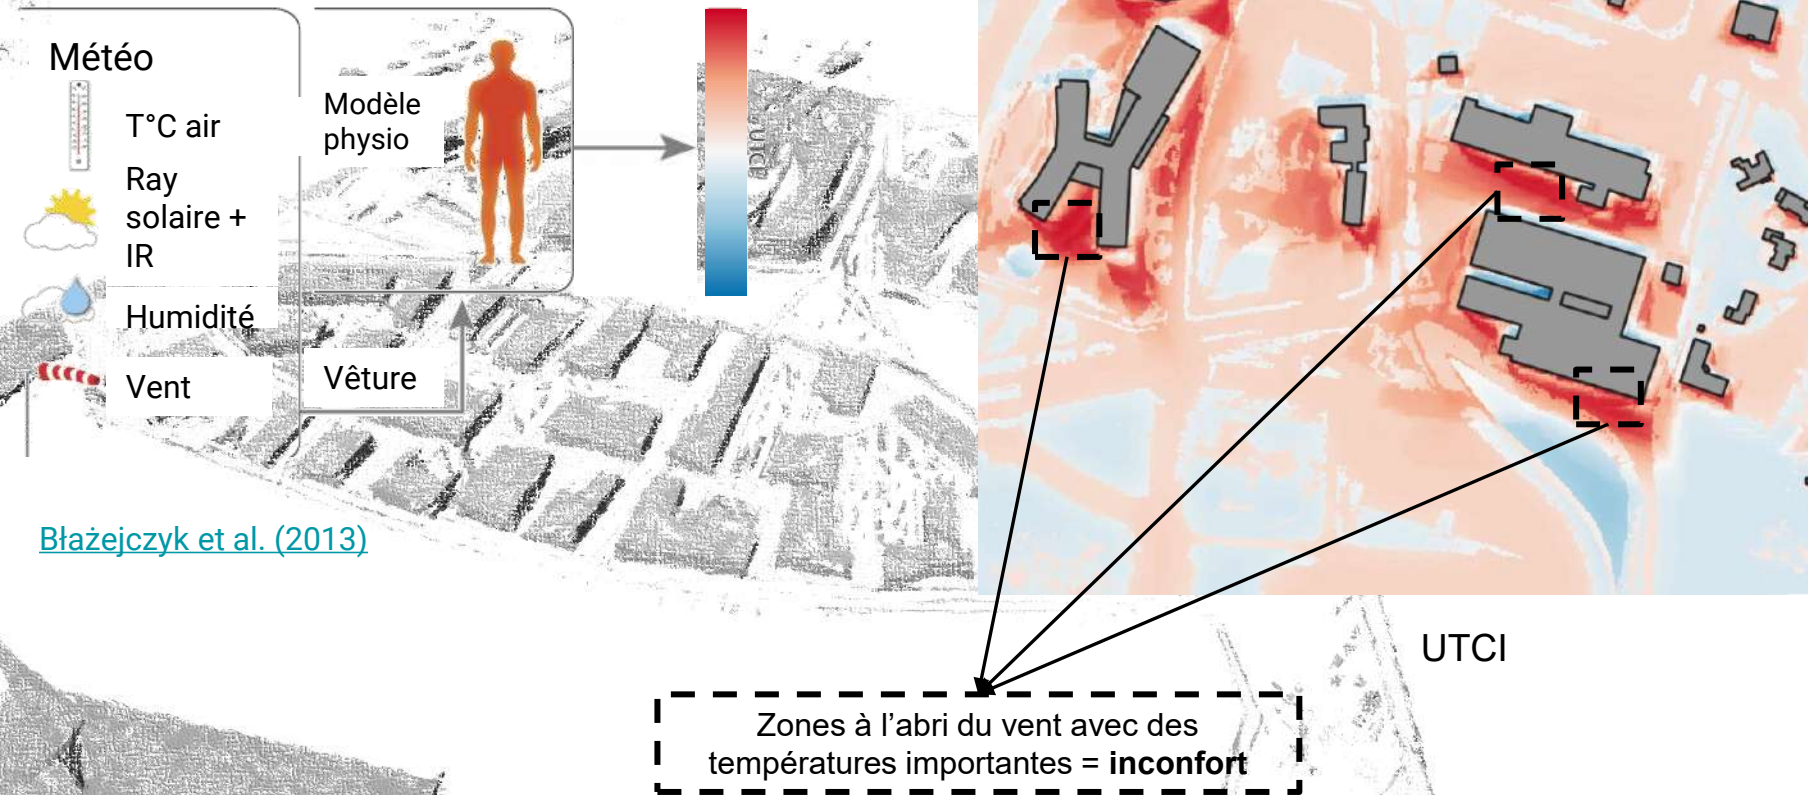 Météo
T°C air
Ray
solaire +
IR
Humidité
Vent
Modèle
physio
Vêture
UTCI
Błażejczyk et al. (2013)
UTCI
Zones à l’abri du vent avec des
températures importantes = inconfort